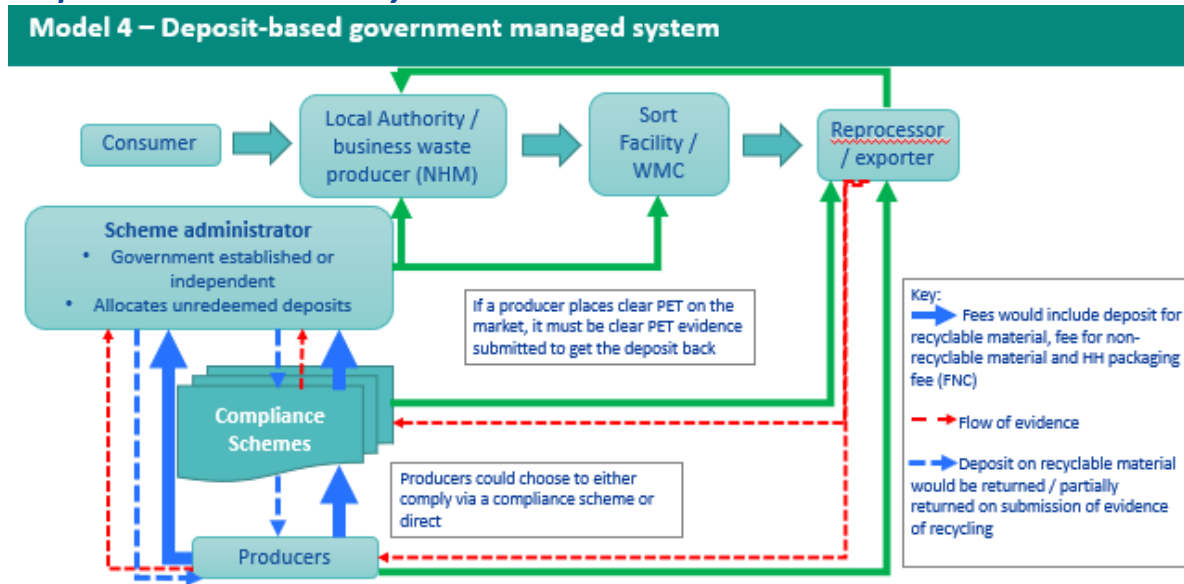 Model 4 – Deposit-based government managed system
Consumer
Local Authority /
business waste
producer (NHM)
Sort
Facility /
WMC
Reprocessor
/ exporter
Scheme administrator
• Government established or
independent
• Allocates unredeemed deposits
If a producer places clear PET on the
market, it must be clear PET evidence
submitted to get the deposit back
Compliance
Schemes
Producers could choose to either
comply via a compliance scheme or
direct
Producers
Key:
Fees would include deposit for
recyclable material, fee for non-
recyclable material and HH packaging
fee (FNC)
Flow of evidence
Deposit on recyclable material
would be returned / partially
returned on submission of evidence
of recycling